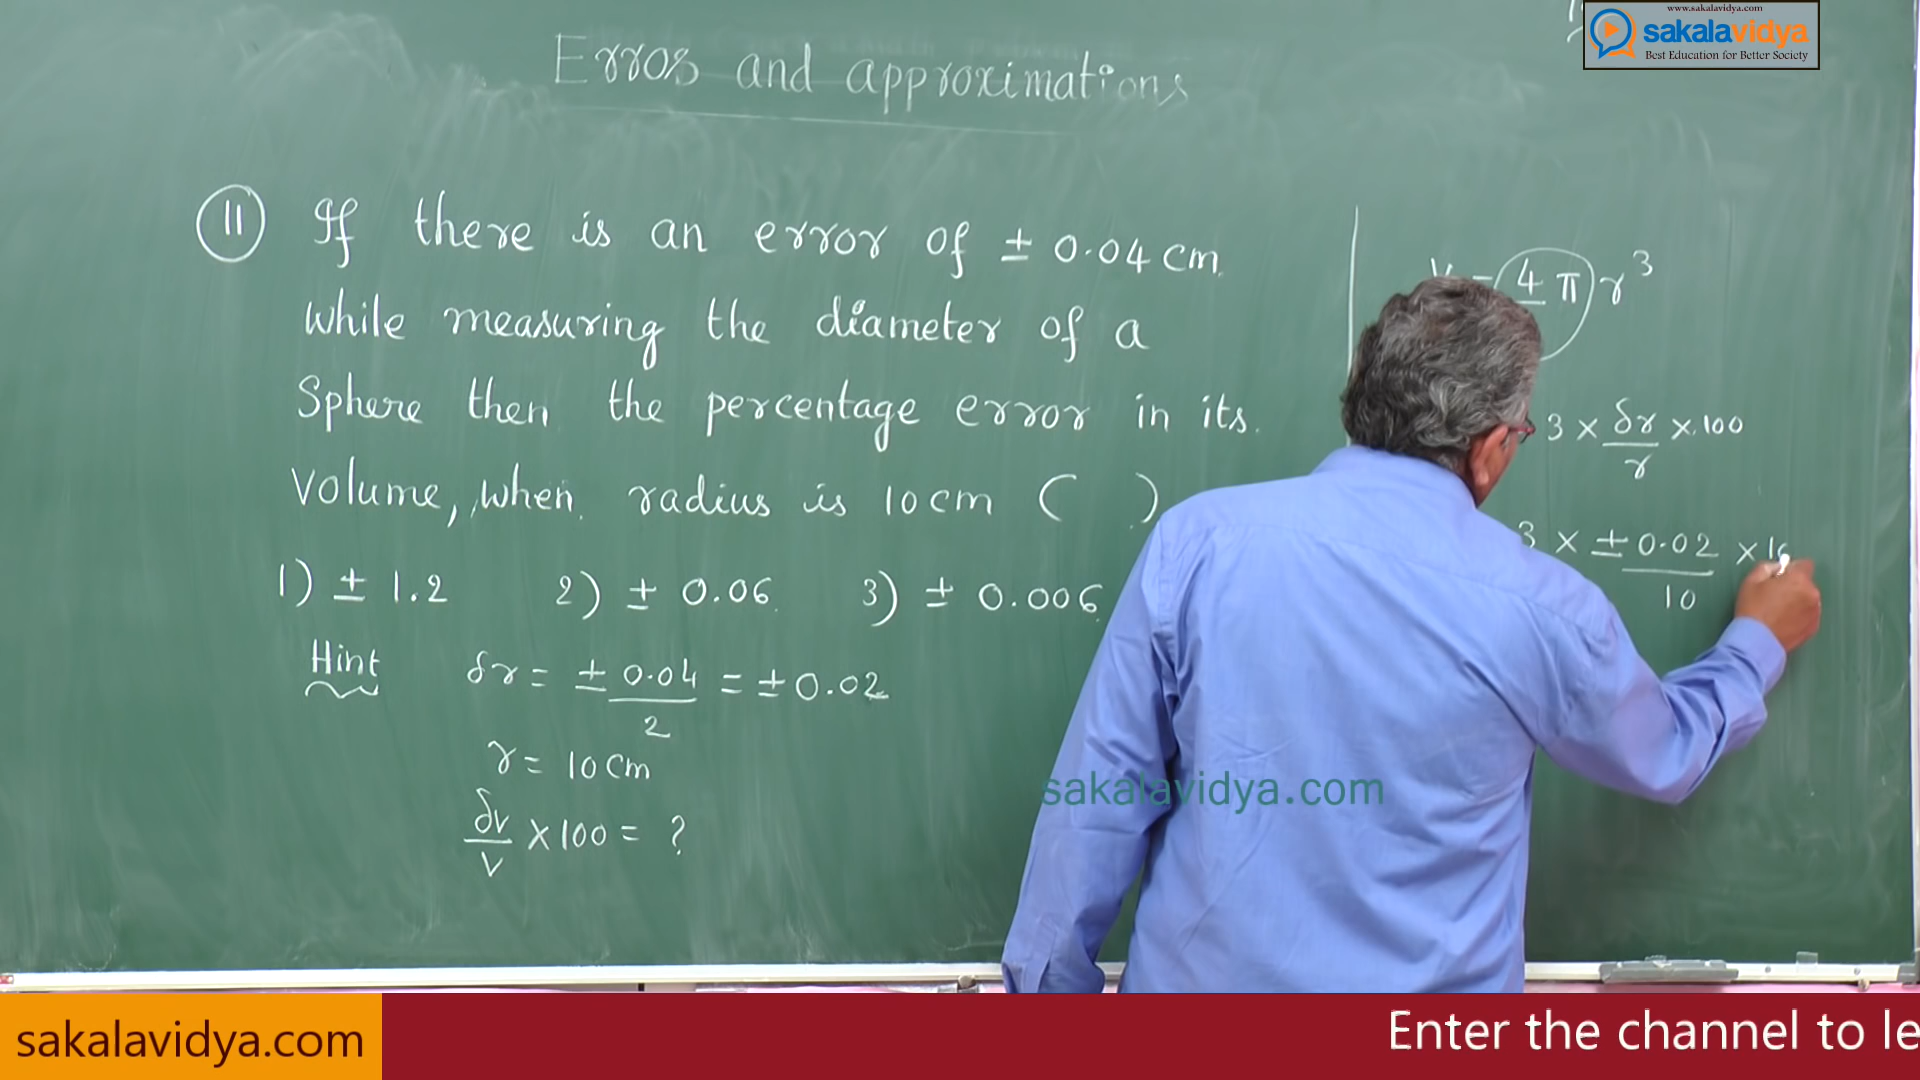 www.sakalavidya.com
sakalavidya
Best Education for Better Society
Erros and approximations
11 If there is an error of ± 0.04 cm
while measuring the diameter of a
Sphere then the percentage error in its
Volume, when radius is 10 cm ( )
1) ± 1.2 2) ± 0.06 3) ± 0.006
Hint δr = ± 0.04 / 2 = ± 0.02
r = 10 cm
δv / v × 100 = ?
= 4 π r³
3 × δr / r × 100
3 × ± 0.02 / 10 ×
sakalavidya.com
sakalavidya.com
Enter the channel to le